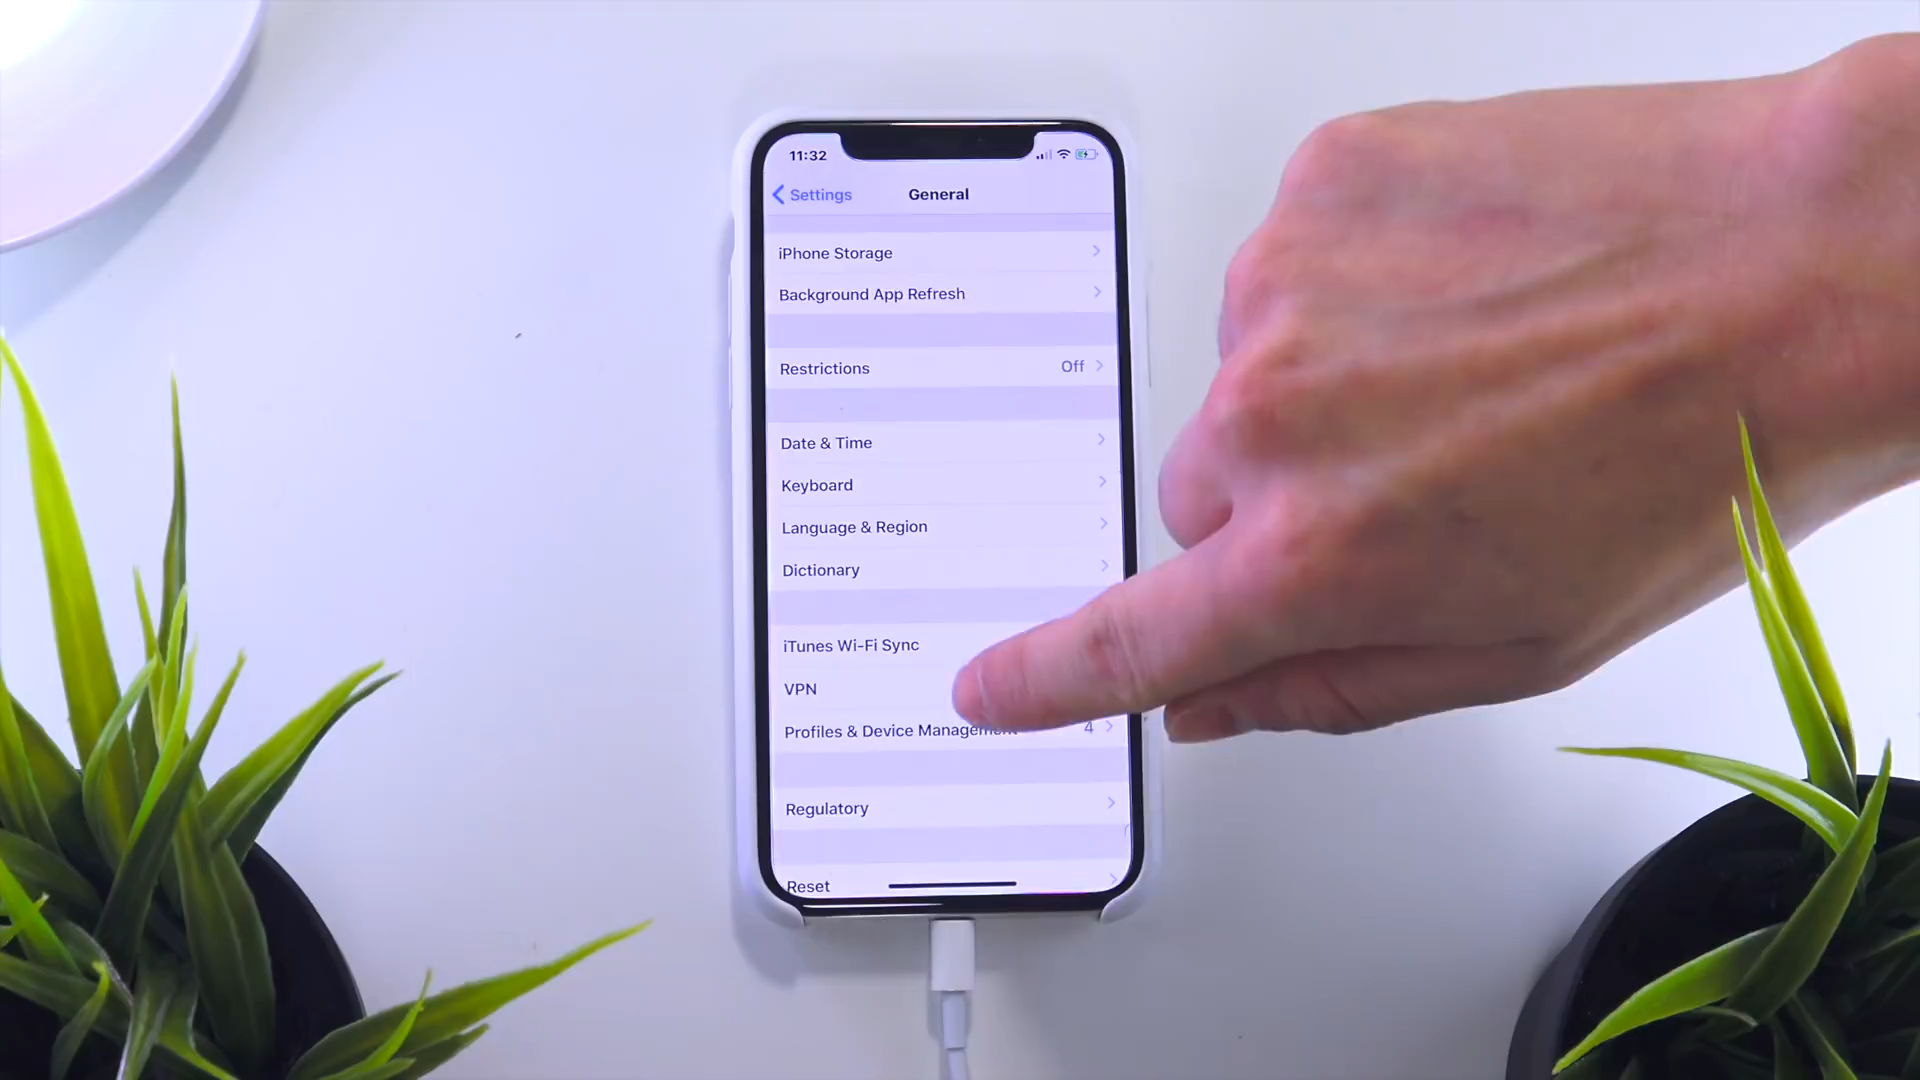 11:32
Settings
General
iPhone Storage
Background App Refresh
Restrictions Off
Date & Time
Keyboard
Language & Region
Dictionary
iTunes Wi-Fi Sync
VPN
Profiles & Device Management 4
Regulatory
Reset